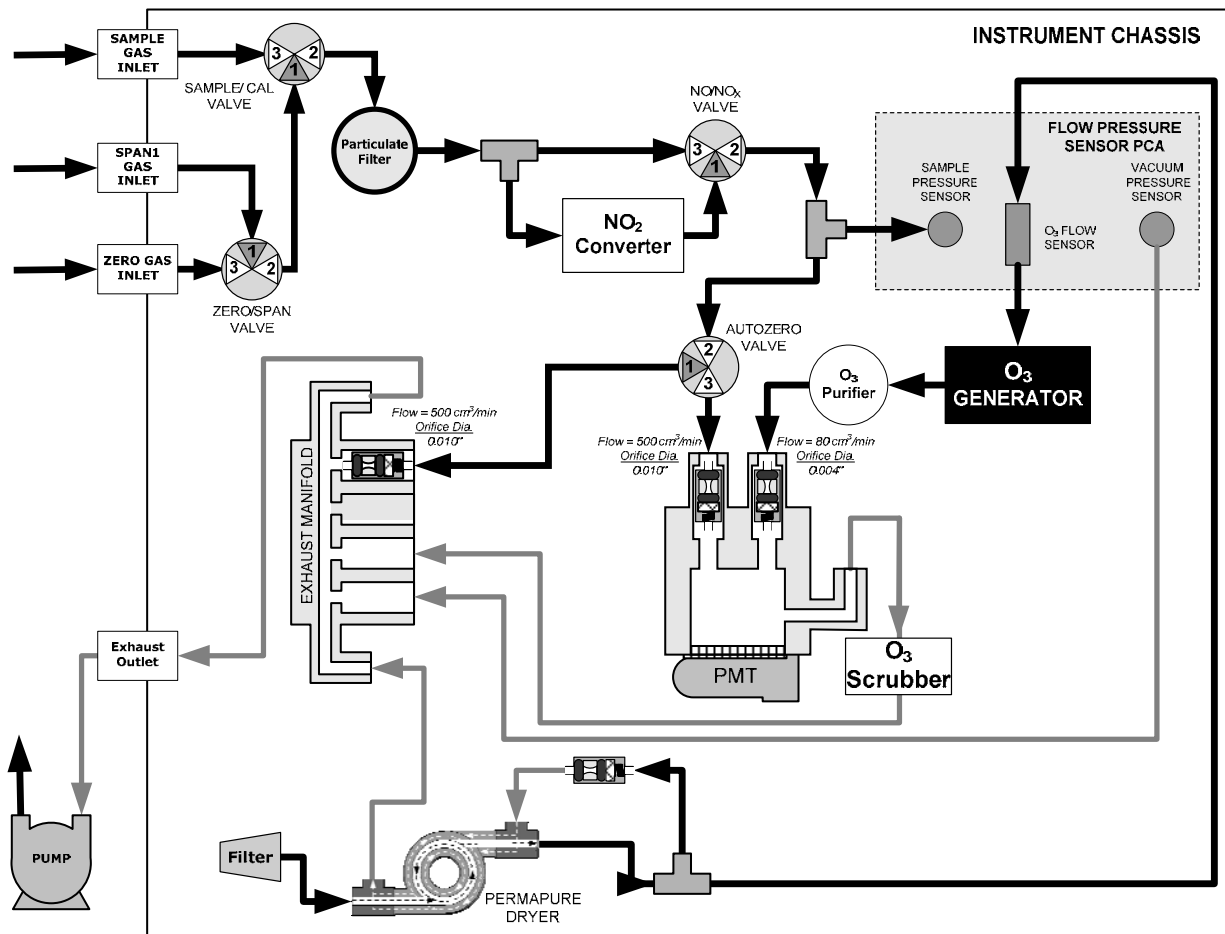 INSTRUMENT CHASSIS
SAMPLE
GAS
INLET
3 2
1
SAMPLE/ CAL
VALVE
SPAN1
GAS
INLET
ZERO GAS
INLET
1
3 2
ZERO/SPAN
VALVE
Particulate
Filter
NO/NOX
VALVE
3 2
1
NO2
Converter
FLOW PRESSURE
SENSOR PCA
SAMPLE
PRESSURE
SENSOR
VACUUM
PRESSURE
SENSOR
O3 FLOW
SENSOR
AUTOZERO
VALVE
2
1
3
O3
Purifier
O3
GENERATOR
Flow = 500 cm3/min
Orifice Dia.
0.010"
Flow = 500 cm3/min
Orifice Dia.
0.010"
Flow = 80 cm3/min
Orifice Dia.
0.004"
EXHAUST MANIFOLD
Exhaust
Outlet
PMT
O3
Scrubber
PUMP
Filter
PERMAPURE
DRYER